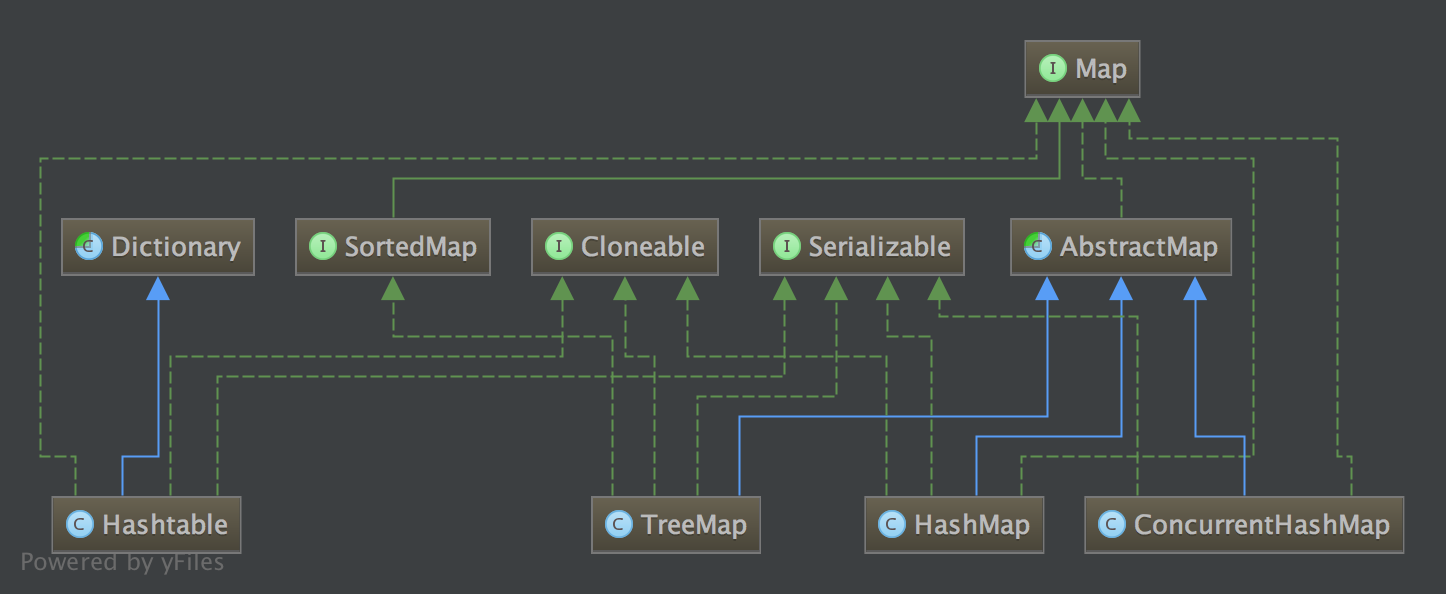 I Map
C Dictionary
I SortedMap
I Cloneable
I Serializable
C AbstractMap
C Hashtable
C TreeMap
C HashMap
C ConcurrentHashMap
Powered by yFiles